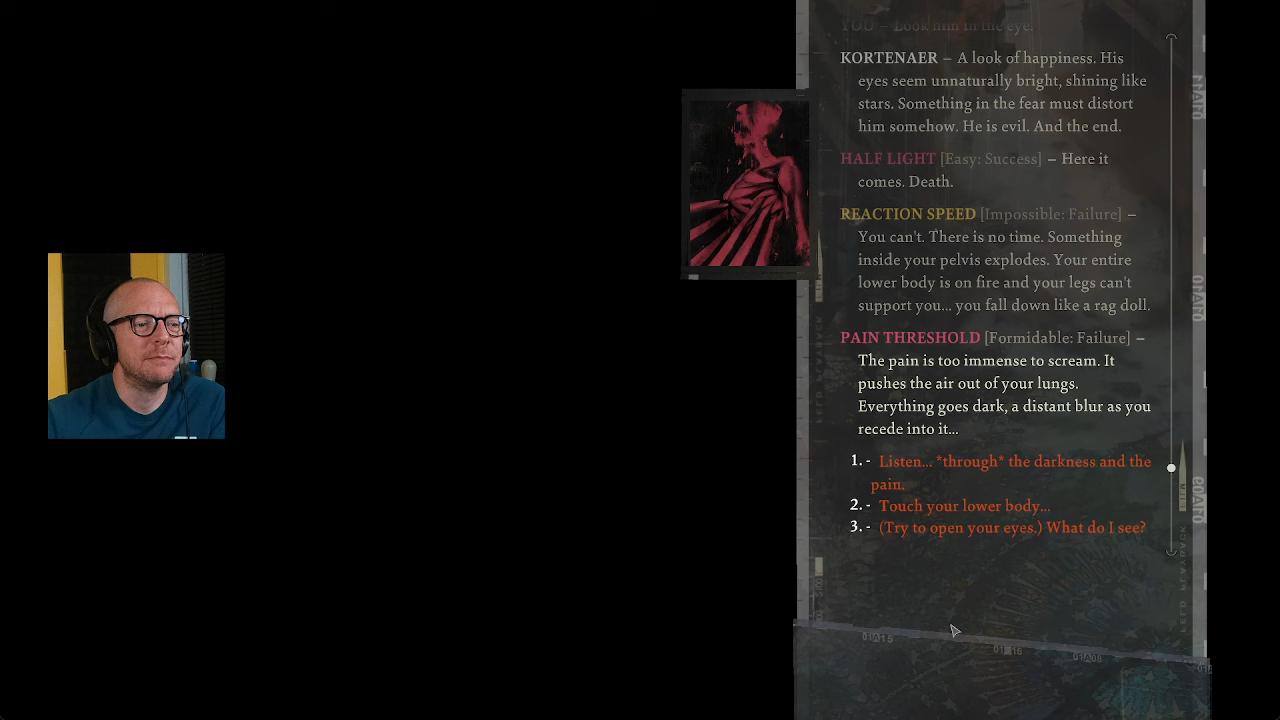 YOU – Look him in the eye.
KORTENAER – A look of happiness. His
eyes seem unnaturally bright, shining like
stars. Something in the fear must distort
him somehow. He is evil. And the end.
HALF LIGHT [Easy: Success] – Here it
comes. Death.
REACTION SPEED [Impossible: Failure] –
You can't. There is no time. Something
inside your pelvis explodes. Your entire
lower body is on fire and your legs can't
support you... you fall down like a rag doll.
PAIN THRESHOLD [Formidable: Failure] –
The pain is too immense to scream. It
pushes the air out of your lungs.
Everything goes dark, a distant blur as you
recede into it...
1. - Listen... *through* the darkness and the
pain.
2. - Touch your lower body...
3. - (Try to open your eyes.) What do I see?